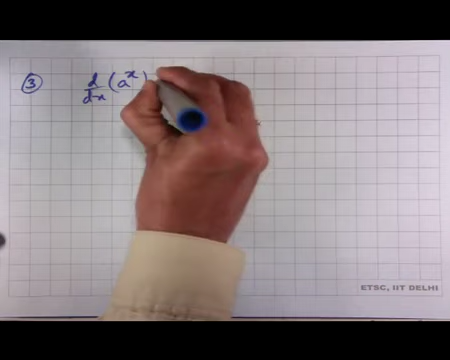 ③ d/dx (a^x)
ETSC, IIT DELHI